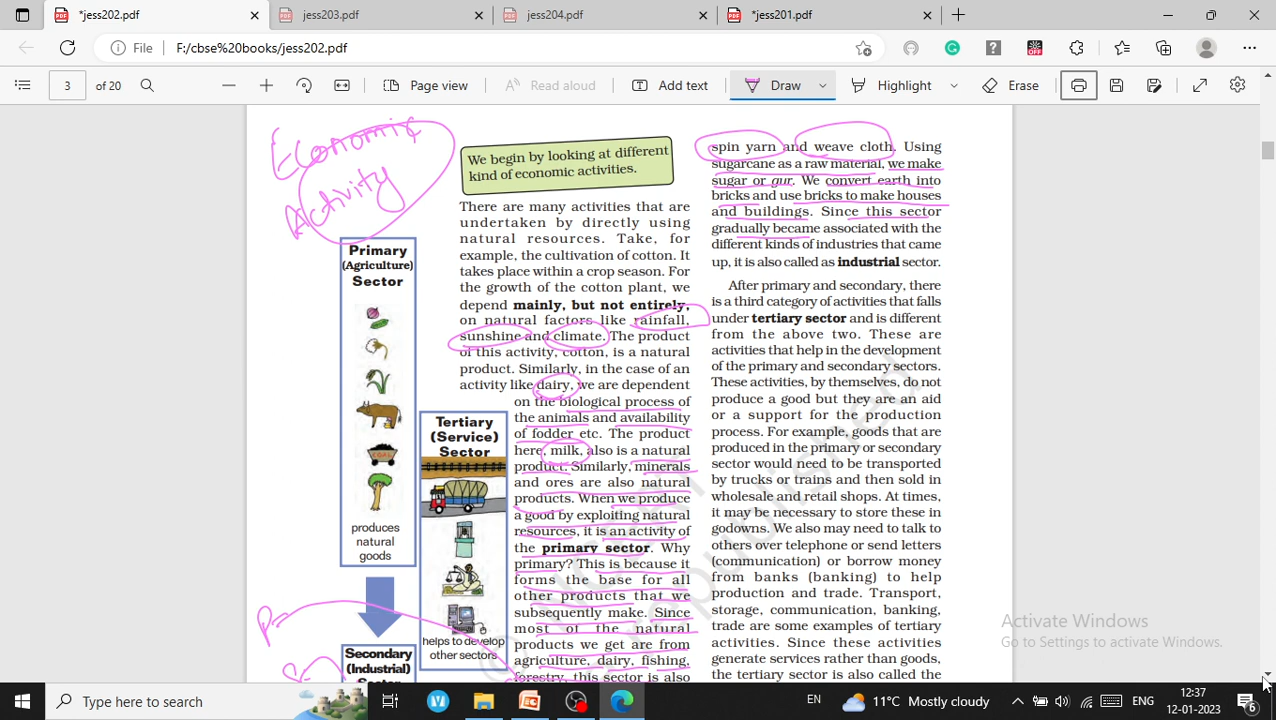 *jess202.pdf
jess203.pdf
jess204.pdf
*jess201.pdf
File
F:/cbse%20books/jess202.pdf
3 of 20
Page view
Read aloud
Add text
Draw
Highlight
Erase
Economic
Activity
We begin by looking at different
kind of economic activities.
Primary
(Agriculture)
Sector
COAL
produces
natural
goods
Secondary
(Industrial)
Tertiary
(Service)
Sector
helps to develop
other sectors
There are many activities that are
undertaken by directly using
natural resources. Take, for
example, the cultivation of cotton. It
takes place within a crop season. For
the growth of the cotton plant, we
depend mainly, but not entirely,
on natural factors like rainfall,
sunshine and climate. The product
of this activity, cotton, is a natural
product. Similarly, in the case of an
activity like dairy, we are dependent
on the biological process of
the animals and availability
of fodder etc. The product
here, milk, also is a natural
product. Similarly, minerals
and ores are also natural
products. When we produce
a good by exploiting natural
resources, it is an activity of
the primary sector. Why
primary? This is because it
forms the base for all
other products that we
subsequently make. Since
most of the natural
products we get are from
agriculture, dairy, fishing,
forestry, this sector is also
spin yarn and weave cloth. Using
sugarcane as a raw material, we make
sugar or gur. We convert earth into
bricks and use bricks to make houses
and buildings. Since this sector
gradually became associated with the
different kinds of industries that came
up, it is also called as industrial sector.
After primary and secondary, there
is a third category of activities that falls
under tertiary sector and is different
from the above two. These are
activities that help in the development
of the primary and secondary sectors.
These activities, by themselves, do not
produce a good but they are an aid
or a support for the production
process. For example, goods that are
produced in the primary or secondary
sector would need to be transported
by trucks or trains and then sold in
wholesale and retail shops. At times,
it may be necessary to store these in
godowns. We also may need to talk to
others over telephone or send letters
(communication) or borrow money
from banks (banking) to help
production and trade. Transport,
storage, communication, banking,
trade are some examples of tertiary
activities. Since these activities
generate services rather than goods,
the tertiary sector is also called the
Activate Windows
Go to Settings to activate Windows.
Type here to search
EN
11°C Mostly cloudy
ENG
12:37
12-01-2023
6